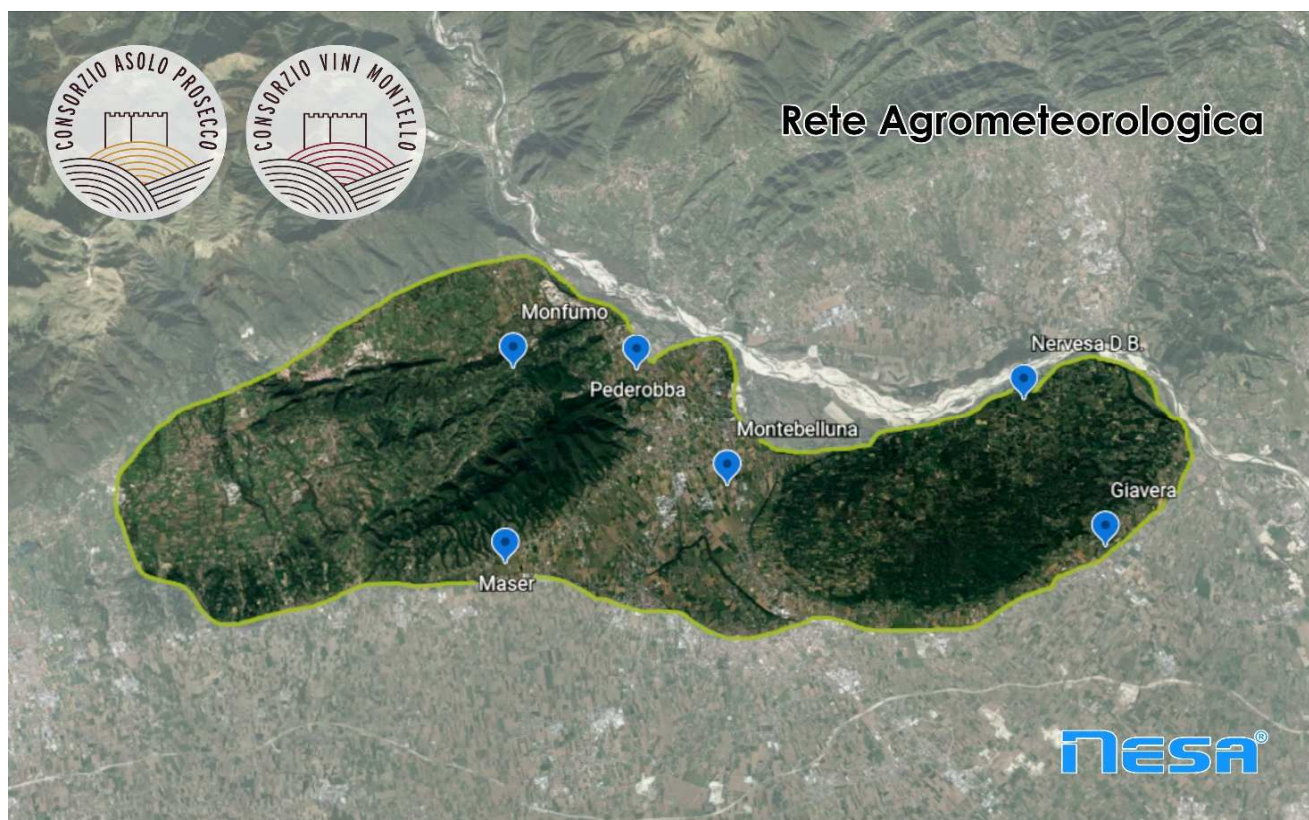 CONSORZIO ASOLO PROSECCO
CONSORZIO VINI MONTELLO
Rete Agrometeorologica
Monfumo
Nervesa D.B.
Pederobba
Montebelluna
Giavera
Maser
nesa®